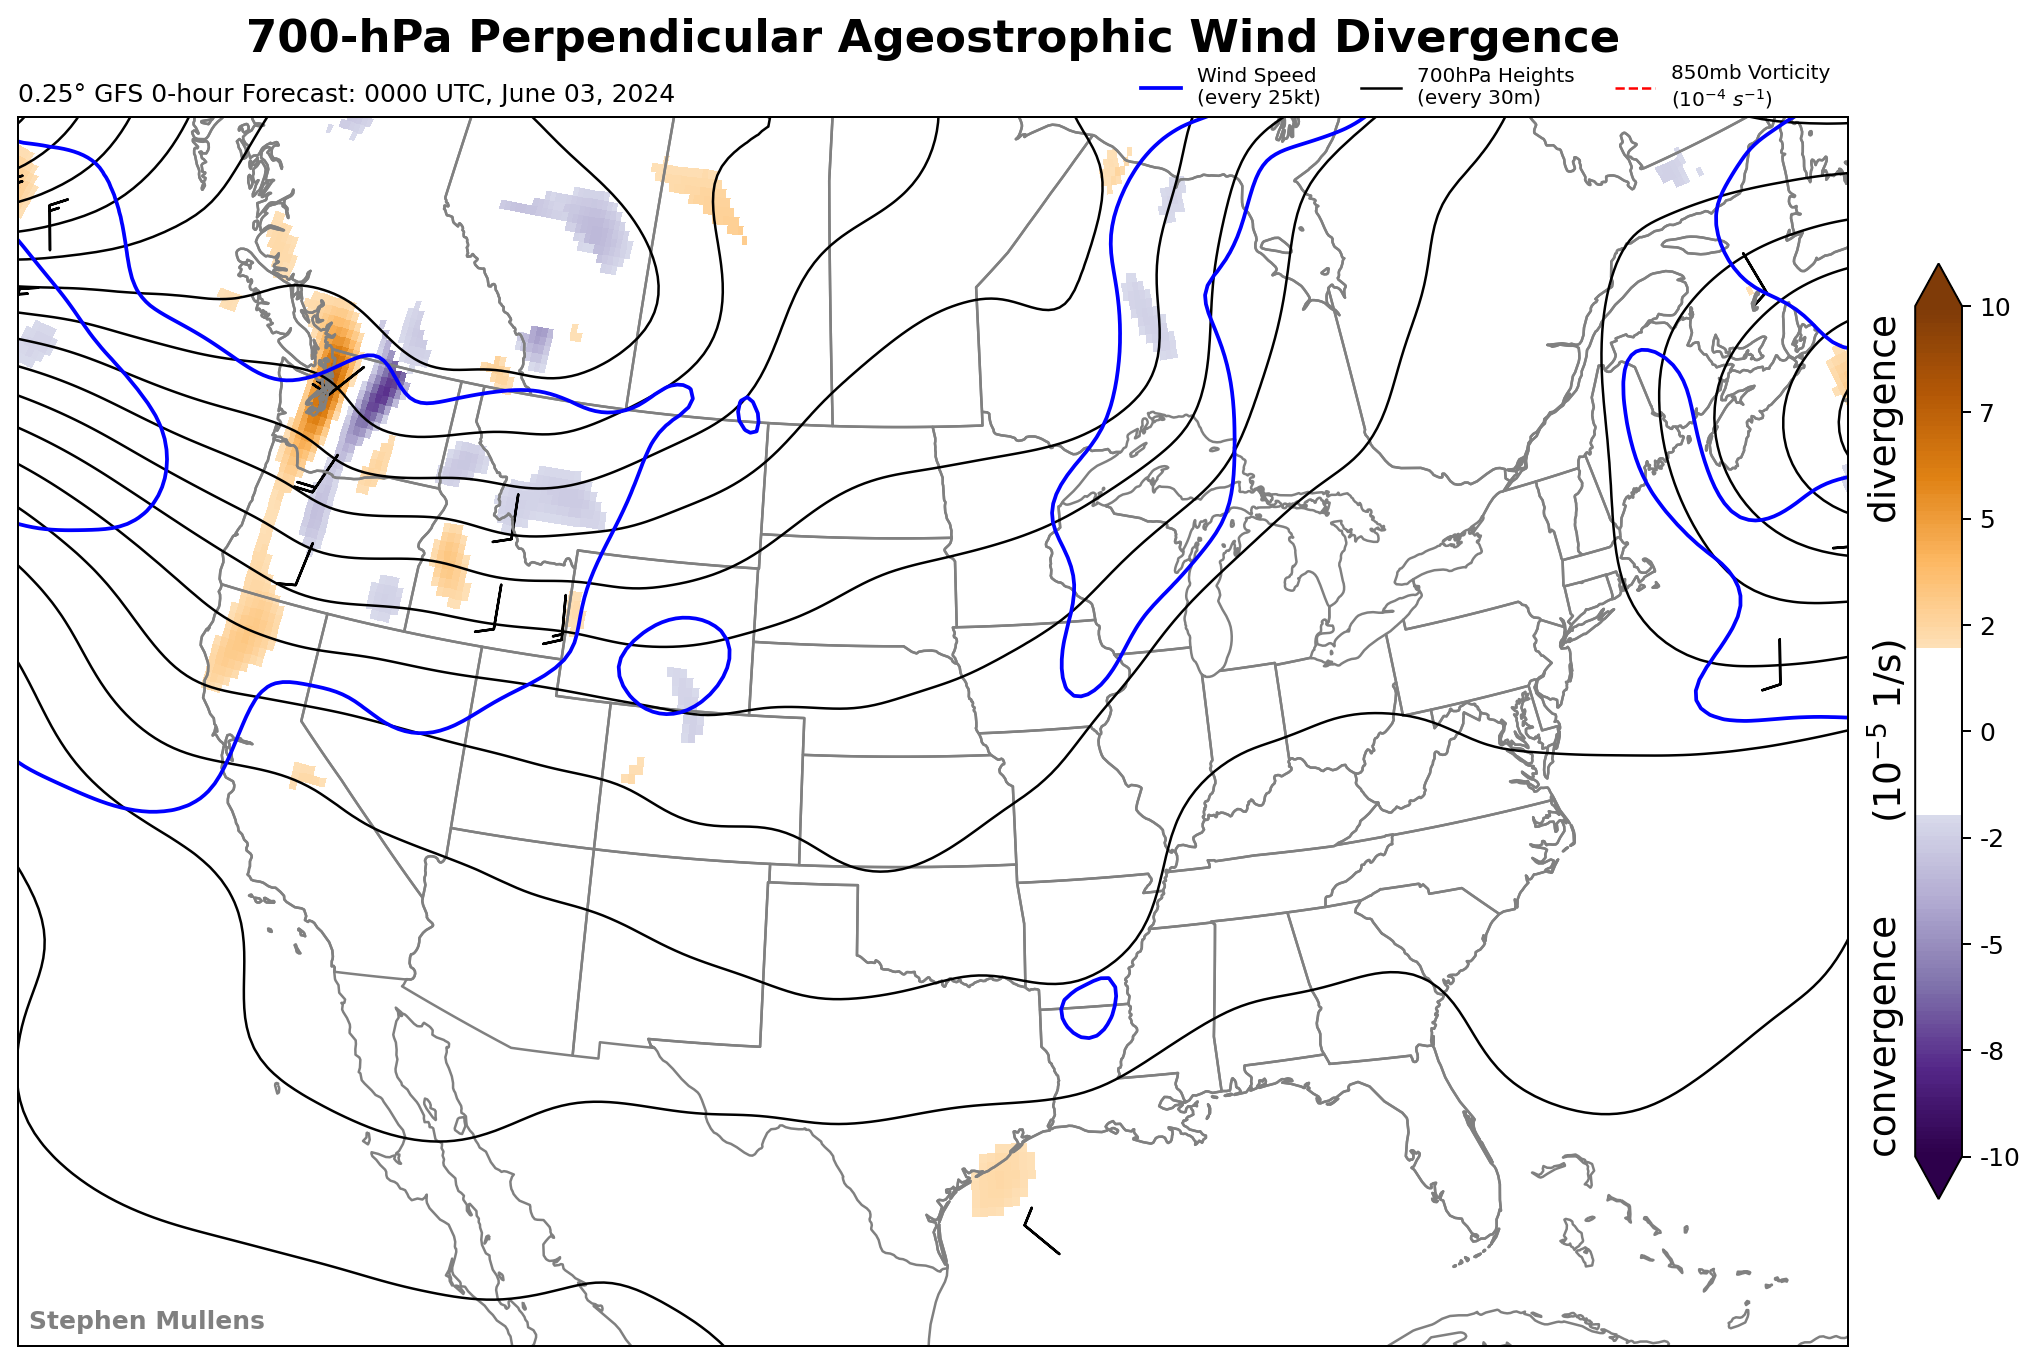 700-hPa Perpendicular Ageostrophic Wind Divergence
0.25° GFS 0-hour Forecast: 0000 UTC, June 03, 2024
Wind Speed
(every 25kt)
700hPa Heights
(every 30m)
850mb Vorticity
(10⁻⁴ s⁻¹)
10
7
5
2
0
-2
-5
-8
-10
convergence (10⁻⁵ 1/s) divergence
Stephen Mullens